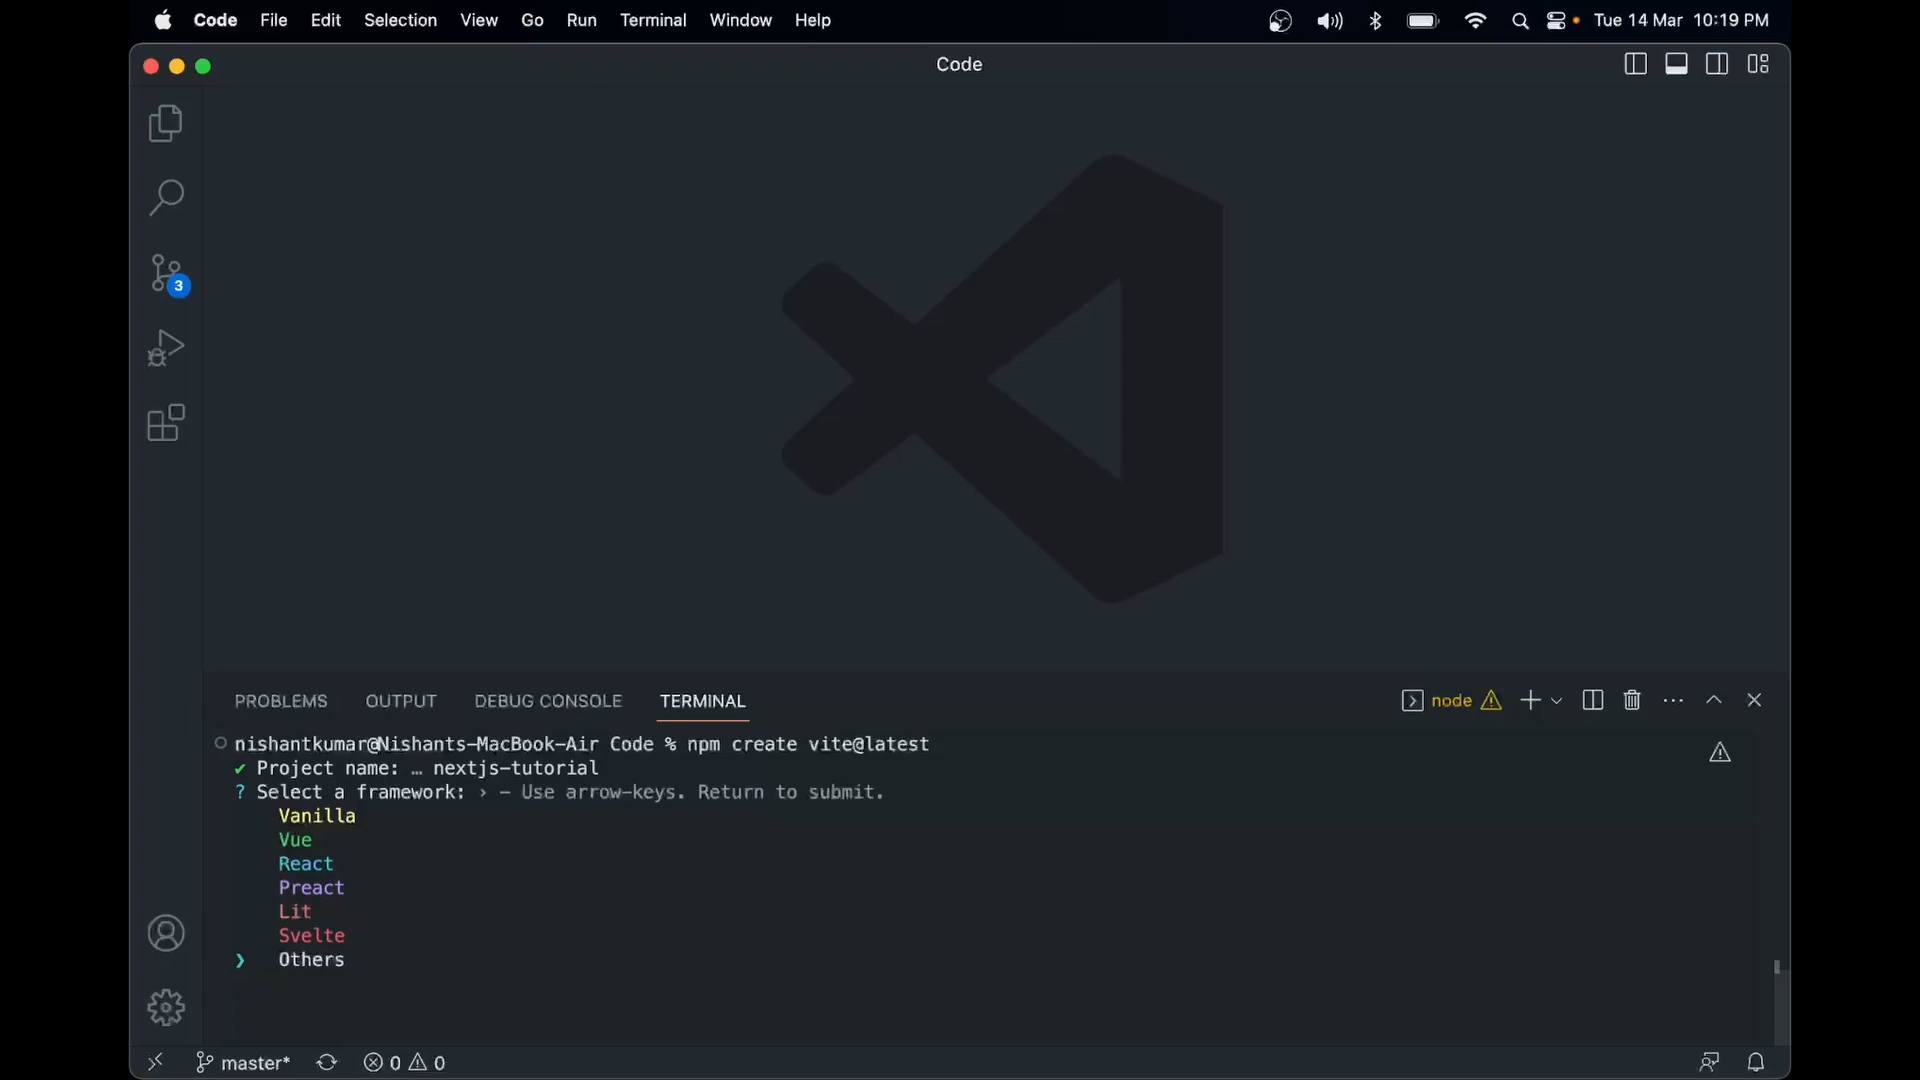 Code File Edit Selection View Go Run Terminal Window Help Tue 14 Mar 10:19 PM
Code
3
PROBLEMS OUTPUT DEBUG CONSOLE TERMINAL node
nishantkumar@Nishants-MacBook-Air Code % npm create vite@latest
✔ Project name: … nextjs-tutorial
? Select a framework: › - Use arrow-keys. Return to submit.
Vanilla
Vue
React
Preact
Lit
Svelte
❯ Others
master* 0 0